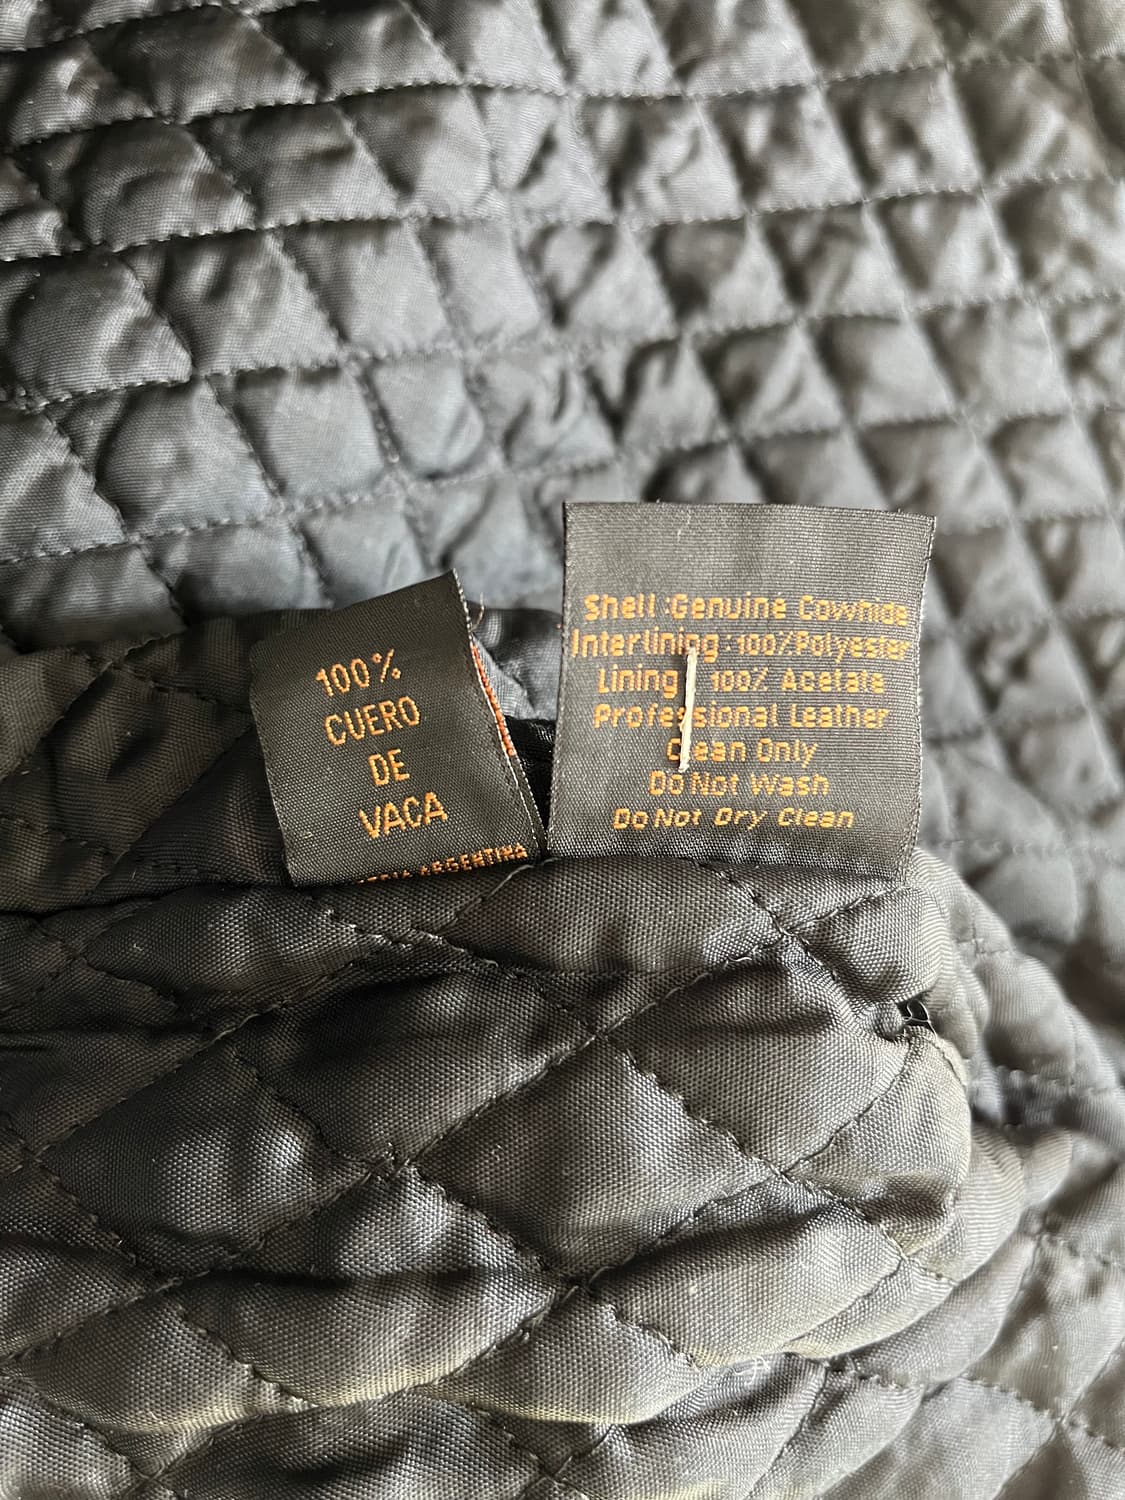 100%
CUERO
DE
VACA
ARGENTINA
Shell :Genuine Cowhide
Interlining :100%Polyester
Lining 100% Acetate
Professional Leather
Clean Only
Do Not Wash
Do Not Dry Clean